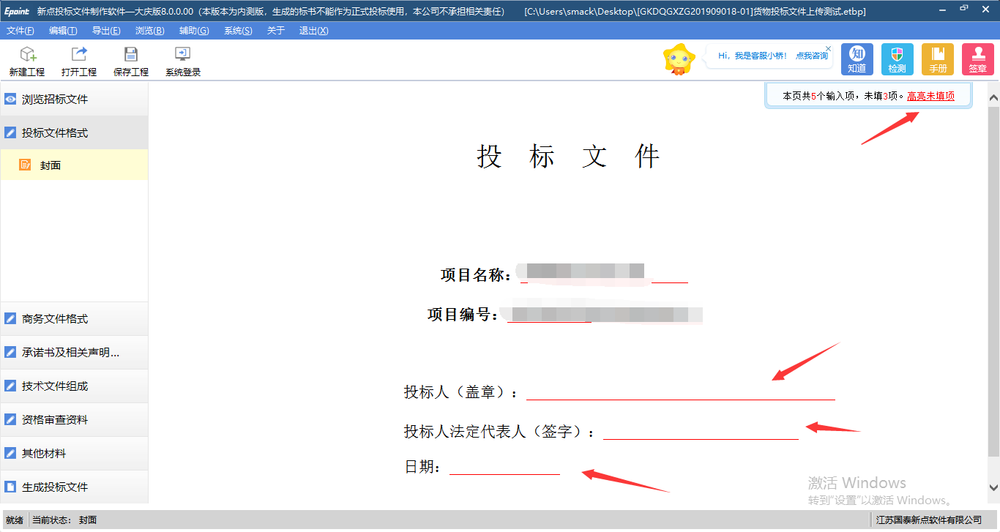 Epoint 新点投标文件制作软件—大庆版8.0.0.00（本版本为内测版，生成的标书不能作为正式投标使用，本公司不承担相关责任） [C:\Users\smack\Desktop\[GKDQGXZG201909018-01]货物投标文件上传测试.etbp]
文件(F) 编辑(T) 导出(E) 浏览(B) 辅助(G) 系统(S) 关于 退出(X)
新建工程 打开工程 保存工程 系统登录
Hi，我是客服小桥！ 点我咨询
知 知道 检测 手册 签章
浏览招标文件
投标文件格式
封面
商务文件格式
承诺书及相关声明...
技术文件组成
资格审查资料
其他材料
生成投标文件
本页共5个输入项，未填3项。高亮未填项
投 标 文 件
项目名称：
项目编号：
投标人（盖章）：
投标人法定代表人（签字）：
日期：
激活 Windows
转到"设置"以激活 Windows。
就绪 当前状态： 封面 江苏国泰新点软件有限公司